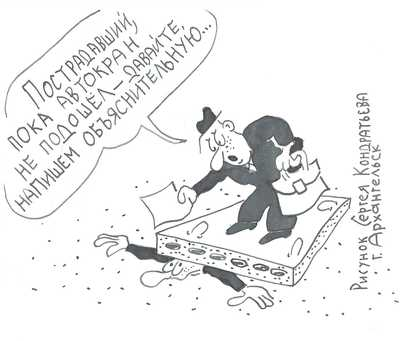 Пострадавший,
пока автокран
не подошёл – давайте,
напишем объяснительную...
Рисунок Сергея Кондратьева
г. Архангельск